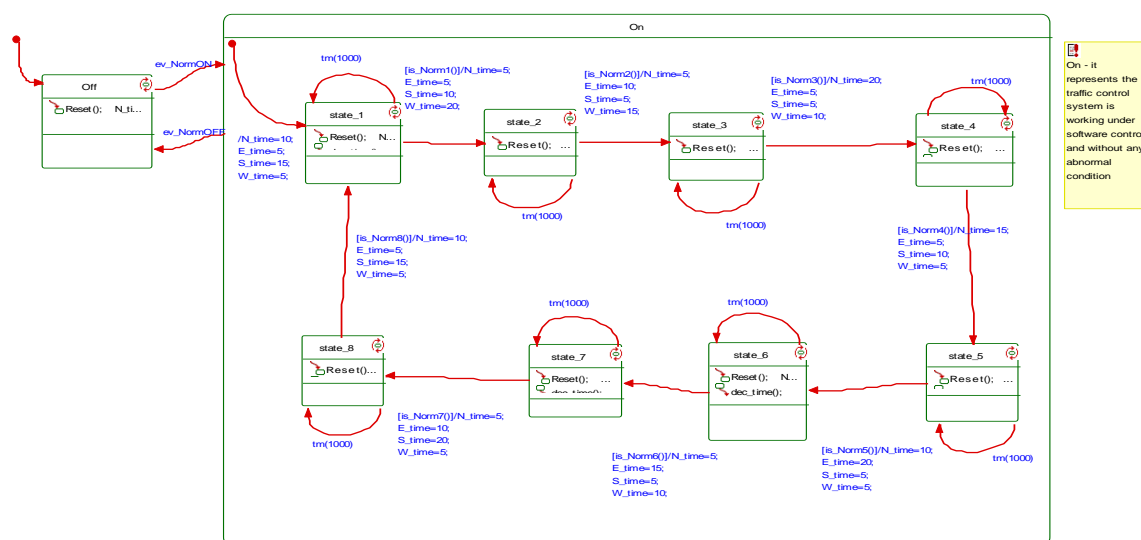 On
ev_NormON
Off
Reset();    N_ti...
ev_NormOFF
/N_time=10;
E_time=5;
S_time=15;
W_time=5;
tm(1000)
state_1
Reset();    N...
[is_Norm1()]/N_time=5;
E_time=5;
S_time=10;
W_time=20;
state_2
Reset();    ...
tm(1000)
[is_Norm2()]/N_time=5;
E_time=10;
S_time=5;
W_time=15;
state_3
Reset();    ...
tm(1000)
[is_Norm3()]/N_time=20;
E_time=5;
S_time=5;
W_time=10;
tm(1000)
state_4
Reset();    ...
On - it
represents the
traffic control
system is
working under
software contro
and without any
abnormal
condition
[is_Norm4()]/N_time=15;
E_time=5;
S_time=10;
W_time=5;
state_5
Reset();    ...
tm(1000)
[is_Norm5()]/N_time=10;
E_time=20;
S_time=5;
W_time=5;
tm(1000)
state_6
Reset();    N...
dec_time();
[is_Norm6()]/N_time=5;
E_time=15;
S_time=5;
W_time=10;
tm(1000)
state_7
Reset();    ...
dec_time();
[is_Norm7()]/N_time=5;
E_time=10;
S_time=20;
W_time=5;
state_8
Reset()...
tm(1000)
[is_Norm8()]/N_time=10;
E_time=5;
S_time=15;
W_time=5;